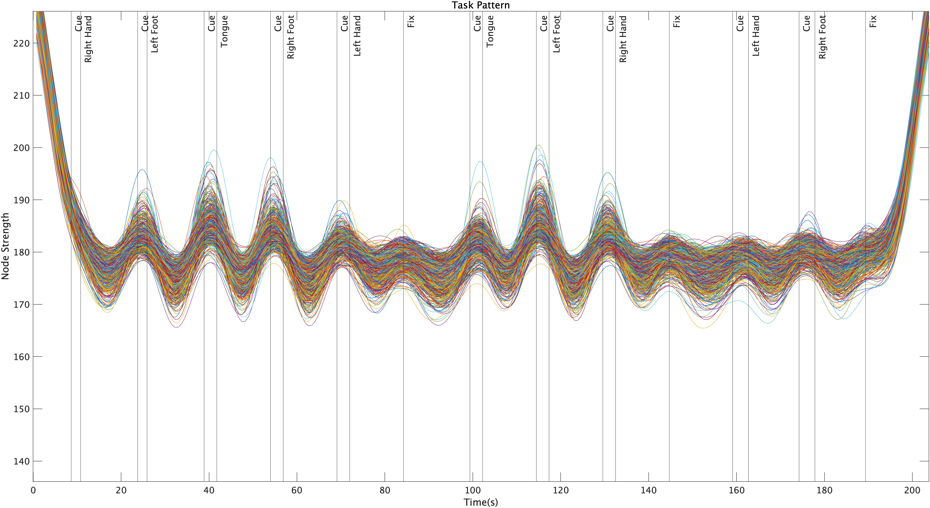 Task Pattern
Cue
Right Hand
Cue
Left Foot
Cue
Tongue
Cue
Right Foot
Cue
Left Hand
Fix
Cue
Tongue
Cue
Left Foot
Cue
Right Hand
Fix
Cue
Left Hand
Cue
Right Foot
Fix
220
210
200
190
180
170
160
150
140
Node Strength
0 20 40 60 80 100 120 140 160 180 200
Time(s)